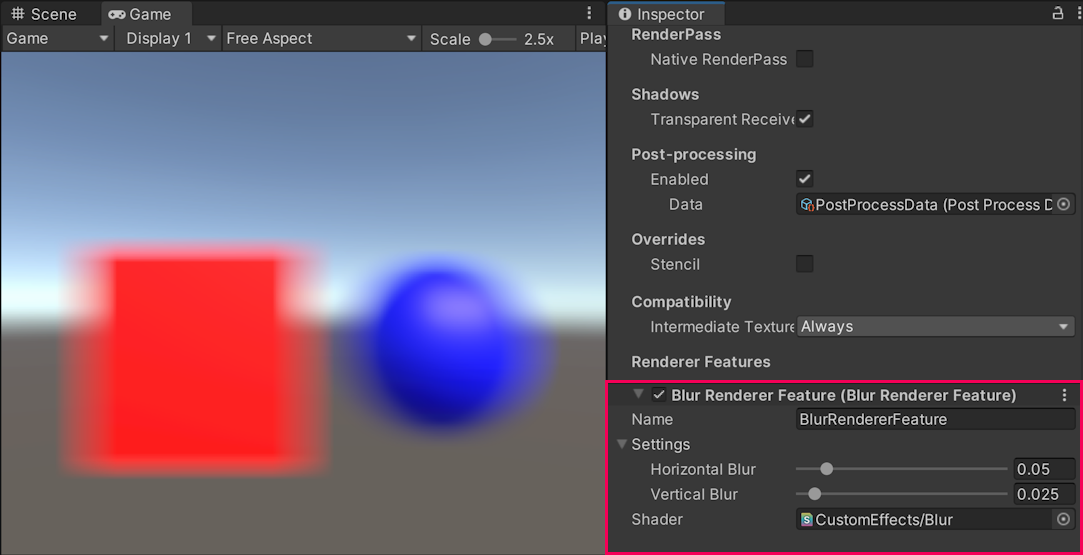 Scene
Game
Game
Display 1
Free Aspect
Scale
2.5x
Play
Inspector
RenderPass
Native RenderPass
Shadows
Transparent Receive
Post-processing
Enabled
Data
PostProcessData (Post Process D
Overrides
Stencil
Compatibility
Intermediate Texture
Always
Renderer Features
Blur Renderer Feature (Blur Renderer Feature)
Name
BlurRendererFeature
Settings
Horizontal Blur
0.05
Vertical Blur
0.025
Shader
CustomEffects/Blur